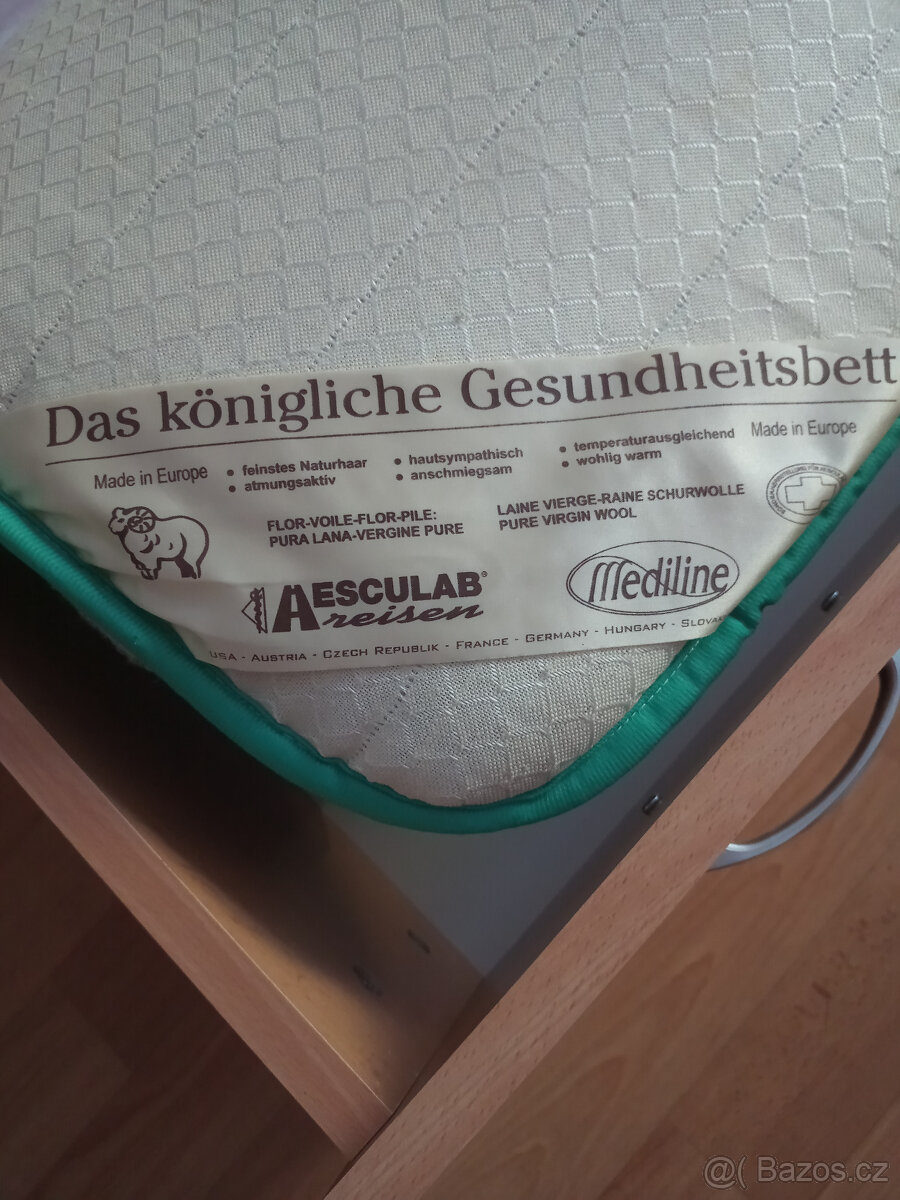 Das königliche Gesundheitsbett
Made in Europe
• feinstes Naturhaar
• atmungsaktiv
• hautsympathisch
• anschmiegsam
• temperaturausgleichend
• wohlig warm
Made in Europe
FLOR-VOILE-FLOR-PILE:
PURA LANA-VERGINE PURE
LAINE VIERGE-RAINE SCHURWOLLE
PURE VIRGIN WOOL
AESCULAB®
reisen
Mediline
USA - AUSTRIA - CZECH REPUBLIK - FRANCE - GERMANY - HUNGARY - SLOVAK
@( Bazos.cz